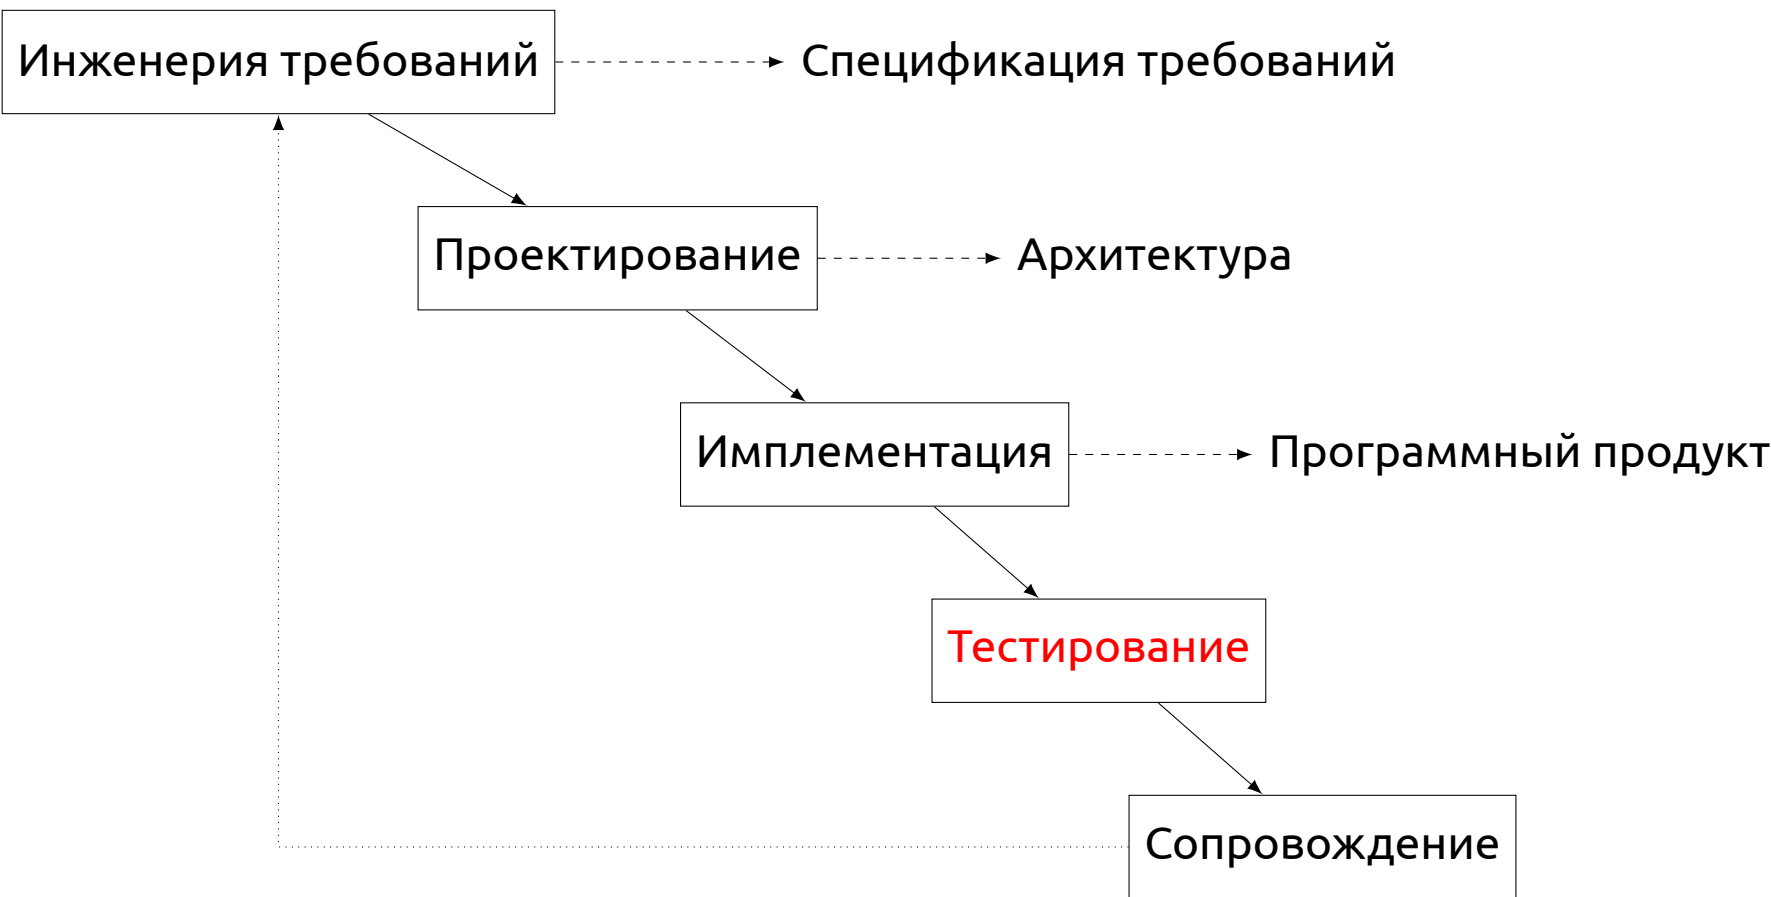 Инженерия требований
Спецификация требований
Проектирование
Архитектура
Имплементация
Программный продукт
Тестирование
Сопровождение